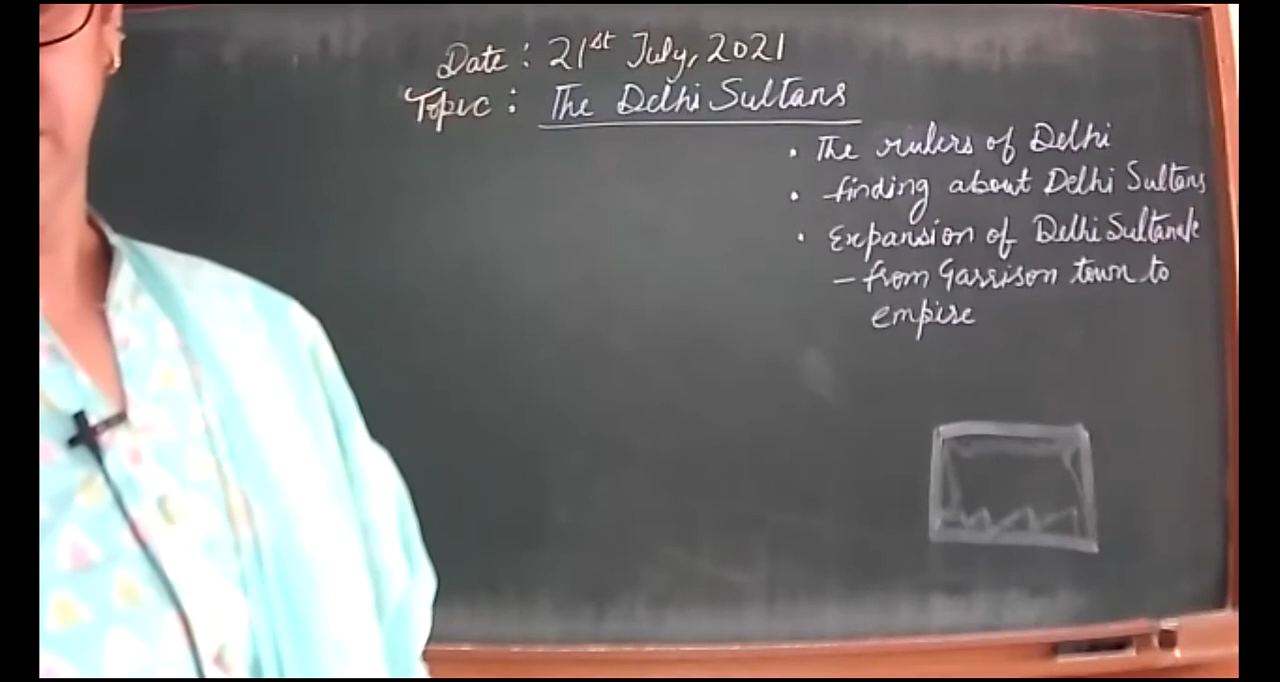 Date : 21st July, 2021
Topic : The Delhi Sultans
• The rulers of Delhi
• finding about Delhi Sultans
• Expansion of Delhi Sultanate
– from Garrison town to
empire